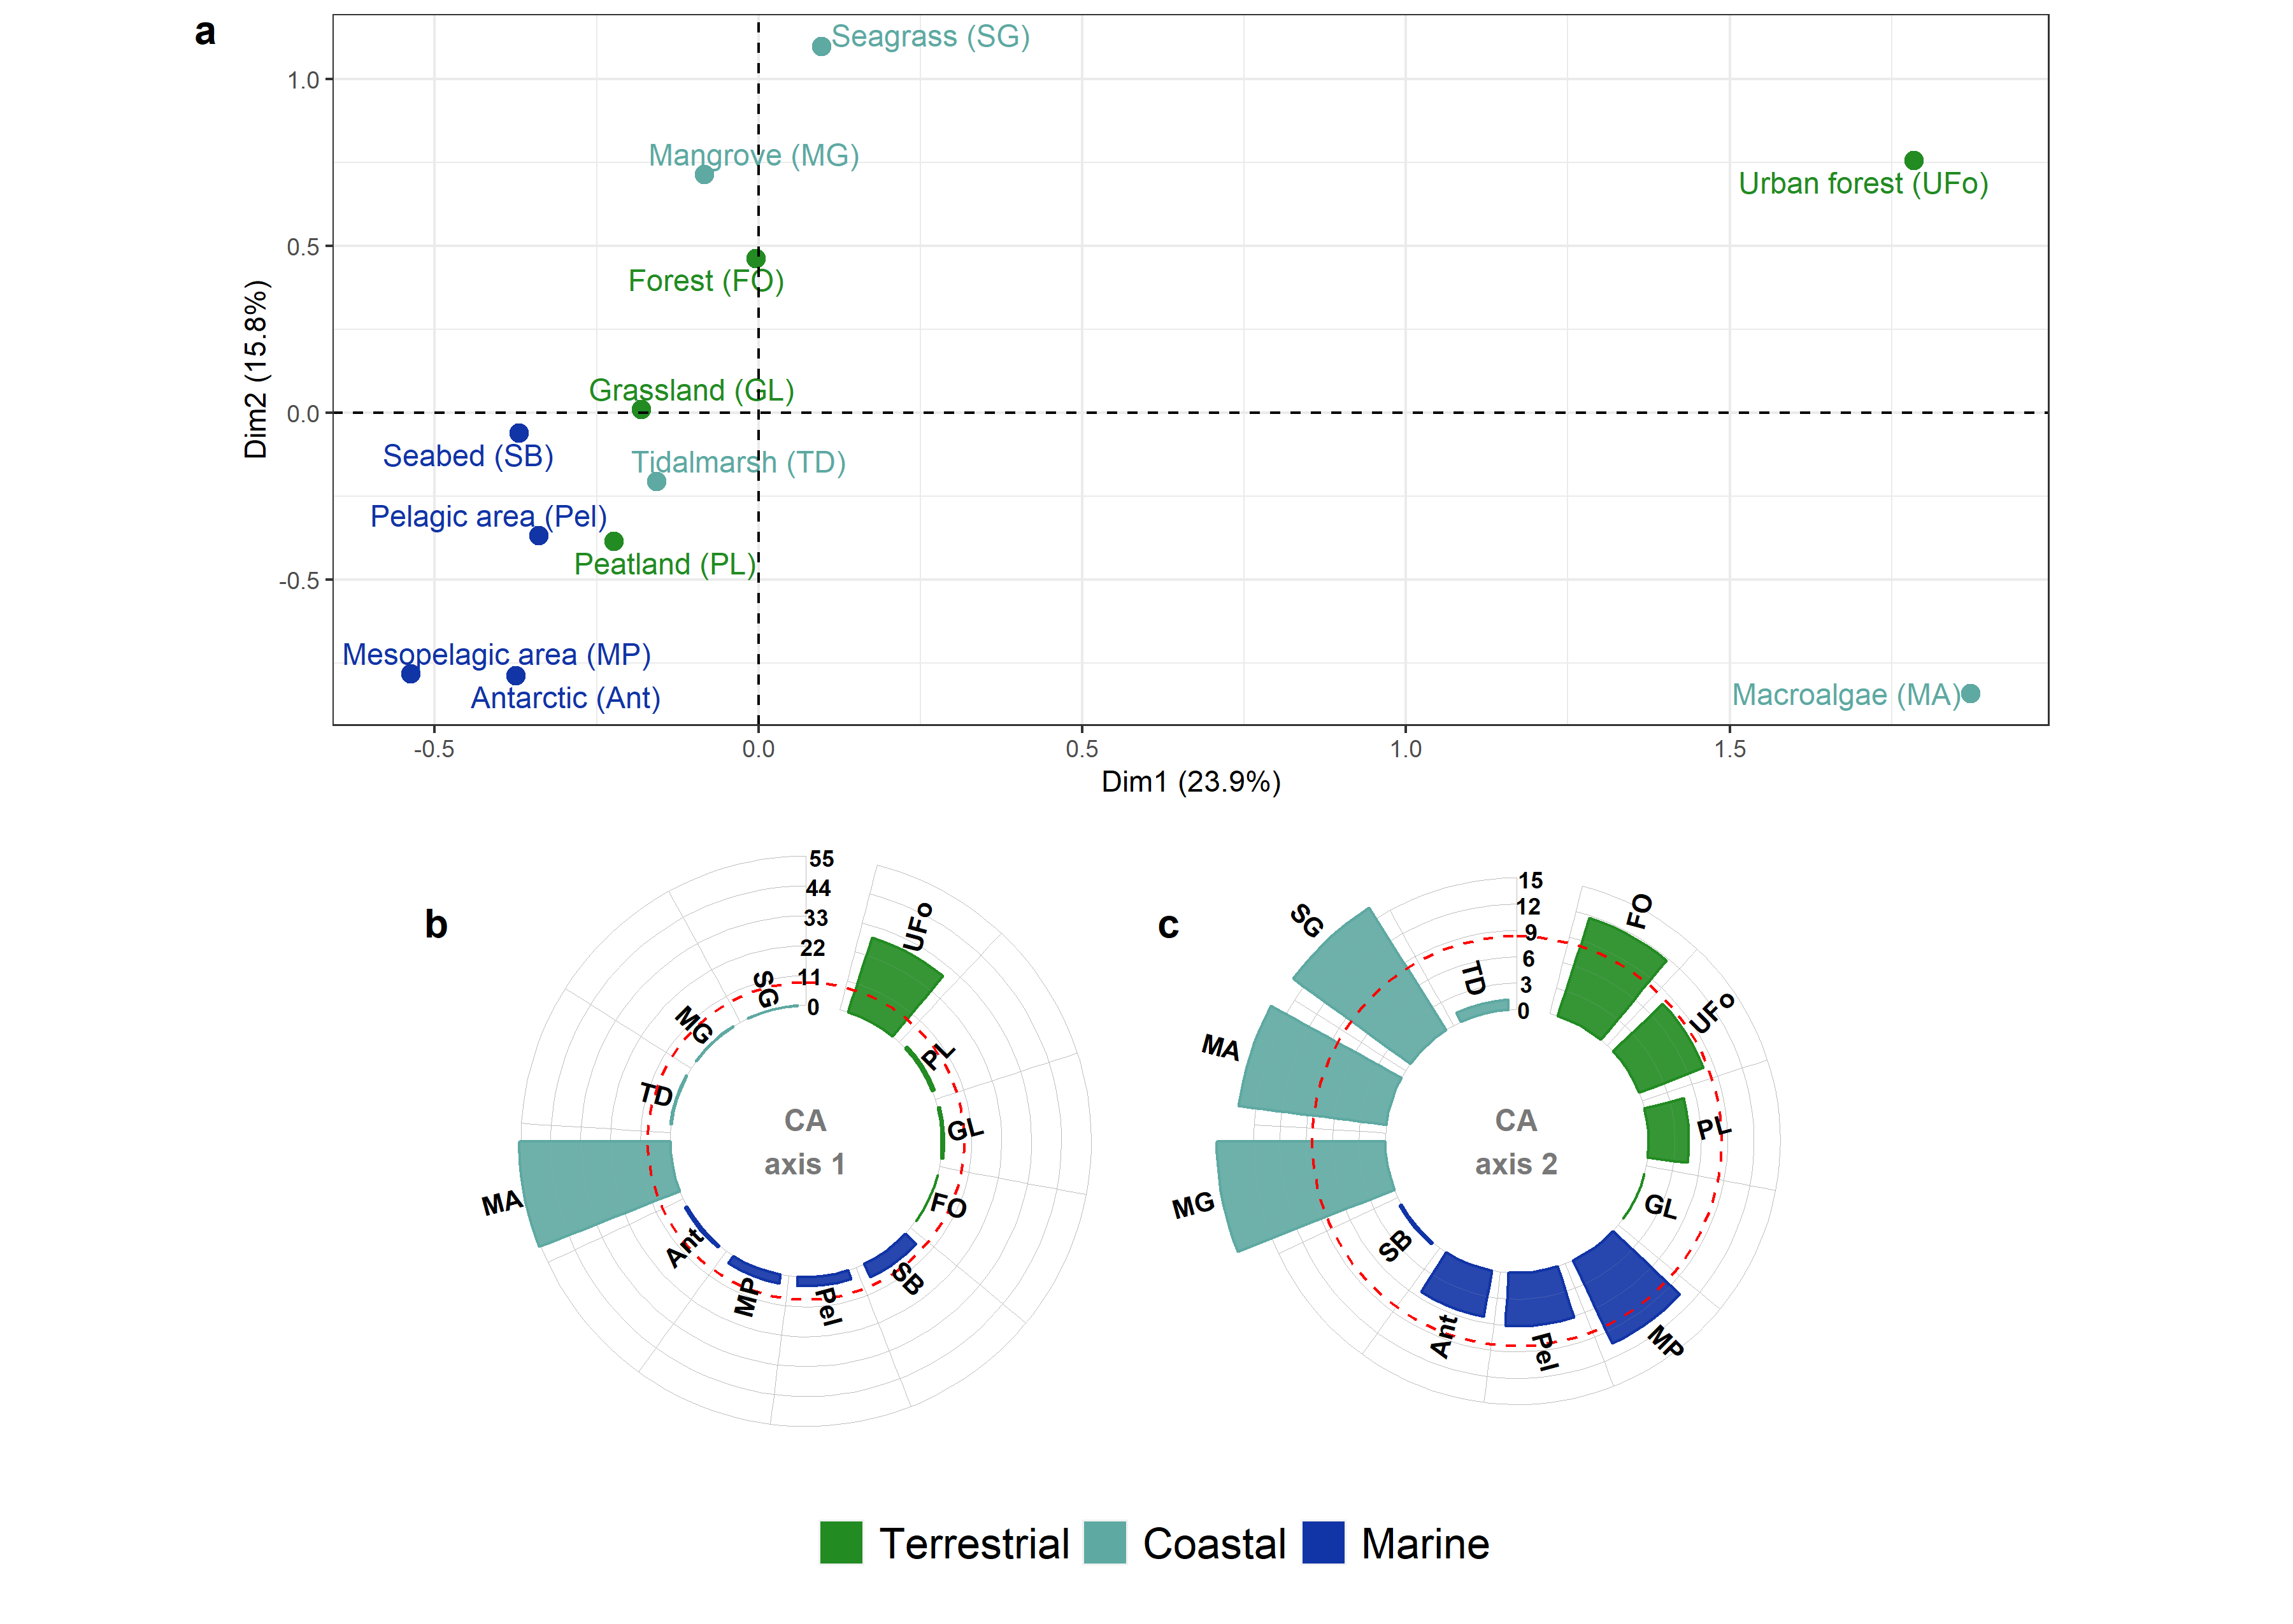 a
Seagrass (SG)
Mangrove (MG)
Urban forest (UFo)
Forest (FO)
Grassland (GL)
Seabed (SB)
Tidalmarsh (TD)
Pelagic area (Pel)
Peatland (PL)
Mesopelagic area (MP)
Antarctic (Ant)
Macroalgae (MA)
1.0
0.5
0.0
-0.5
Dim2 (15.8%)
-0.5
0.0
0.5
1.0
1.5
Dim1 (23.9%)
b
55
44
33
22
11
0
UFo
PL
GL
FO
SB
Pel
MP
Ant
MA
TD
MG
SG
CA
axis 1
c
15
12
9
6
3
0
FO
UFo
PL
GL
MP
Pel
Ant
SB
MG
MA
SG
TD
CA
axis 2
Terrestrial
Coastal
Marine